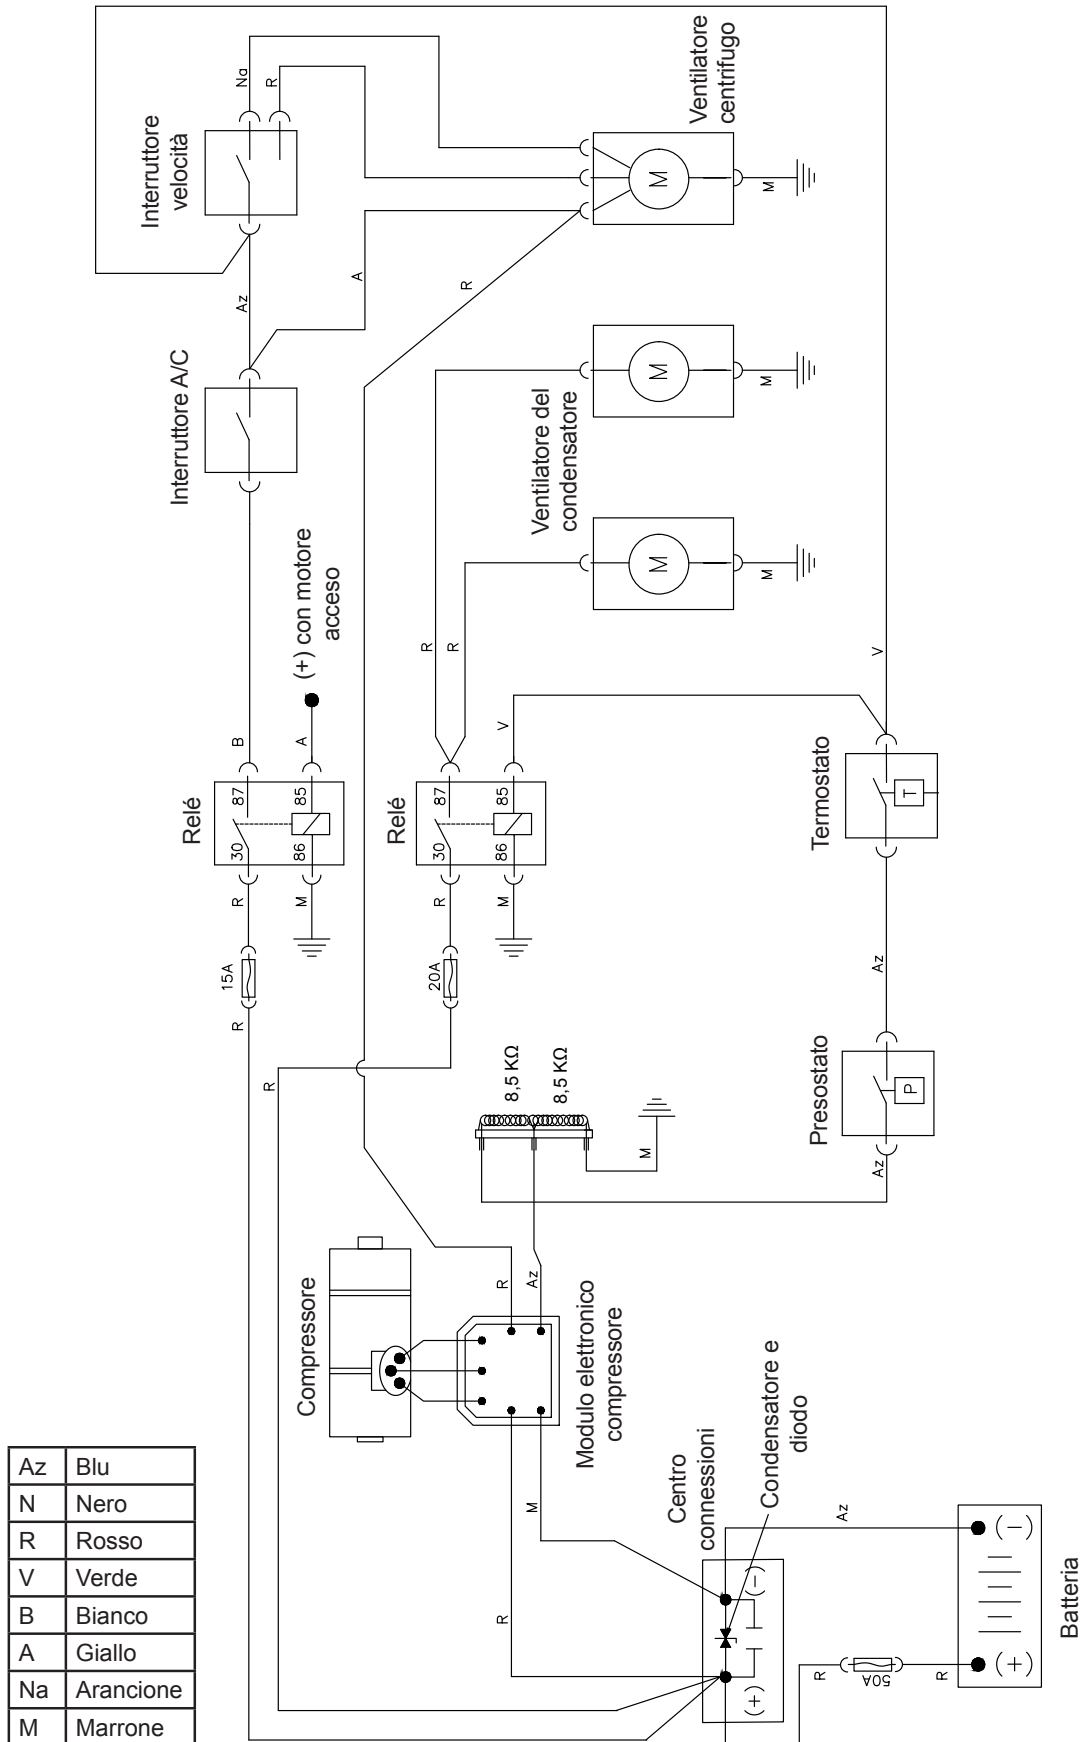 Na
R
Interruttore
velocità
Ventilatore
centrifugo
M
M
A
R
Az
Interruttore A/C
M
M
Ventilatore del
condensatore
M
M
(+) con motore
acceso
R
R
V
V
B
A
Relé
87
85
30
86
R
M
15A
R
Relé
87
85
30
86
R
M
20A
R
Termostato
T
Az
Presostato
P
Az
8,5 KΩ
8,5 KΩ
M
Compressore
R
Az
Modulo elettronico
compressore
M
R
Centro
connessioni
Condensatore e
diodo
(-)
(+)
Az
R
50A
R
(-)
(+)
Batteria
Az Blu
N Nero
R Rosso
V Verde
B Bianco
A Giallo
Na Arancione
M Marrone